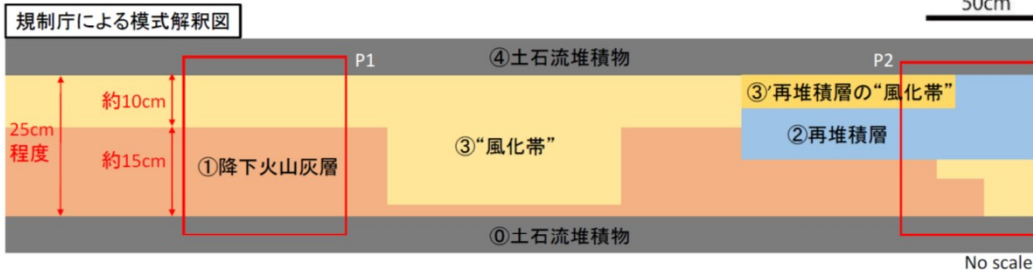 規制庁による模式解釈図
50cm
P1
④土石流堆積物
P2
約10cm
25cm
程度
約15cm
①降下火山灰層
③“風化帯”
③′再堆積層の“風化帯”
②再堆積層
⓪土石流堆積物
No scale